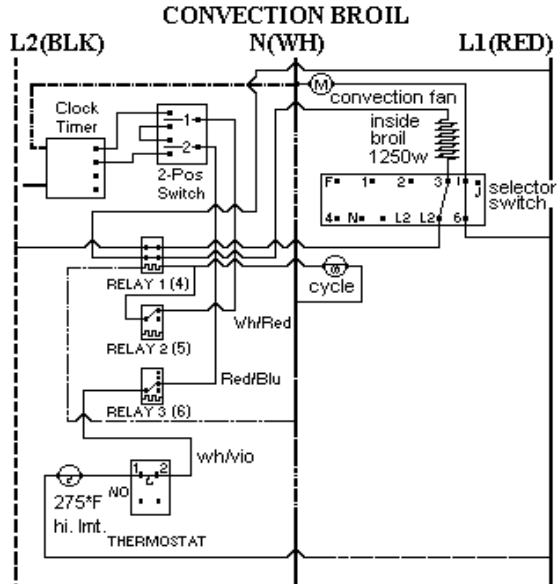 CONVECTION BROIL
L2(BLK) N(WH) L1(RED)
M
convection fan
Clock
Timer
inside
broil
1250w
1
2
2-Pos
Switch
F 1 2 3 I
J
4 N L2 L2 6
selector
switch
RELAY 1 (4)
cycle
Wh/Red
RELAY 2 (5)
Red/Blu
RELAY 3 (6)
wh/vio
1 2
NO
275*F
hi. lmt.
THERMOSTAT